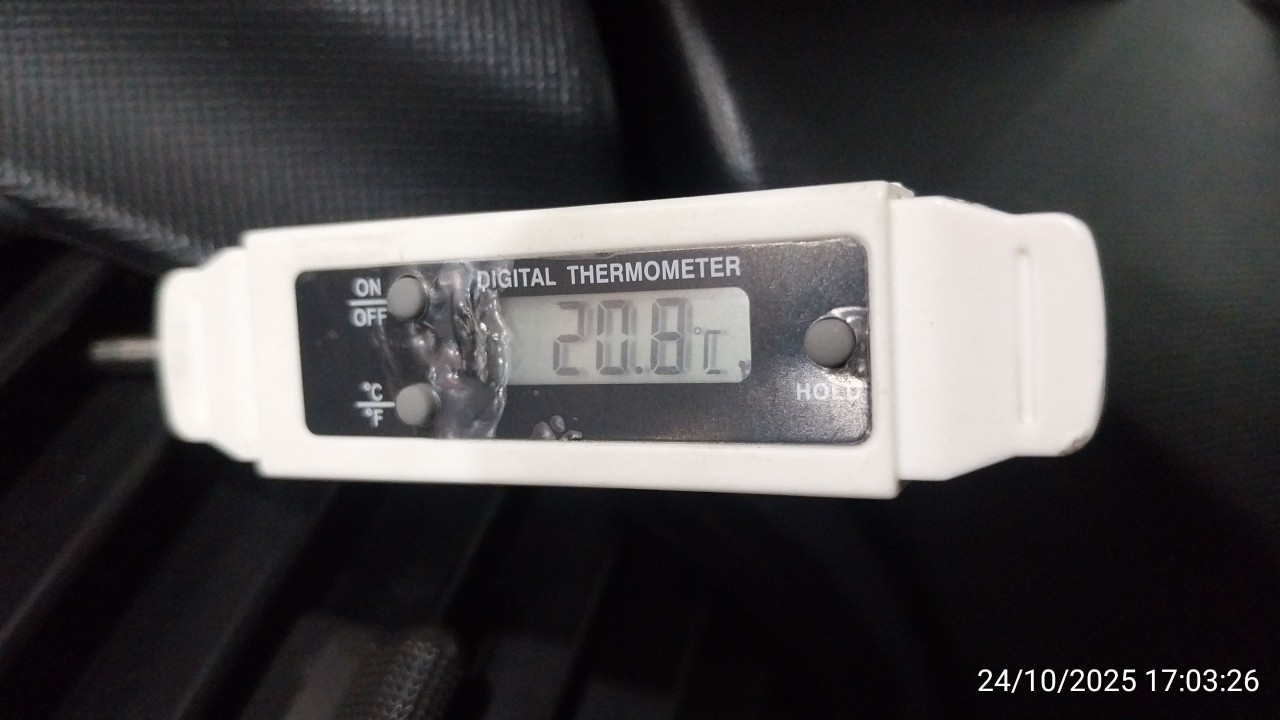 DIGITAL THERMOMETER
ON
OFF
20.8°C
°C
°F
HOLD
24/10/2025 17:03:26